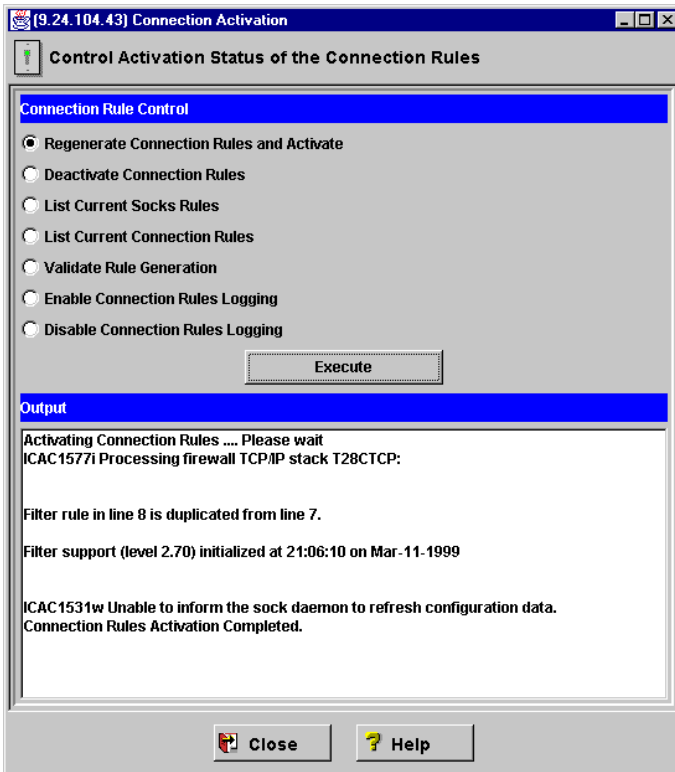 (9.24.104.43) Connection Activation
Control Activation Status of the Connection Rules
Connection Rule Control
Regenerate Connection Rules and Activate
Deactivate Connection Rules
List Current Socks Rules
List Current Connection Rules
Validate Rule Generation
Enable Connection Rules Logging
Disable Connection Rules Logging
Execute
Output
Activating Connection Rules .... Please wait
ICAC1577i Processing firewall TCP/IP stack T28CTCP:
Filter rule in line 8 is duplicated from line 7.
Filter support (level 2.70) initialized at 21:06:10 on Mar-11-1999
ICAC1531w Unable to inform the sock daemon to refresh configuration data.
Connection Rules Activation Completed.
Close
Help